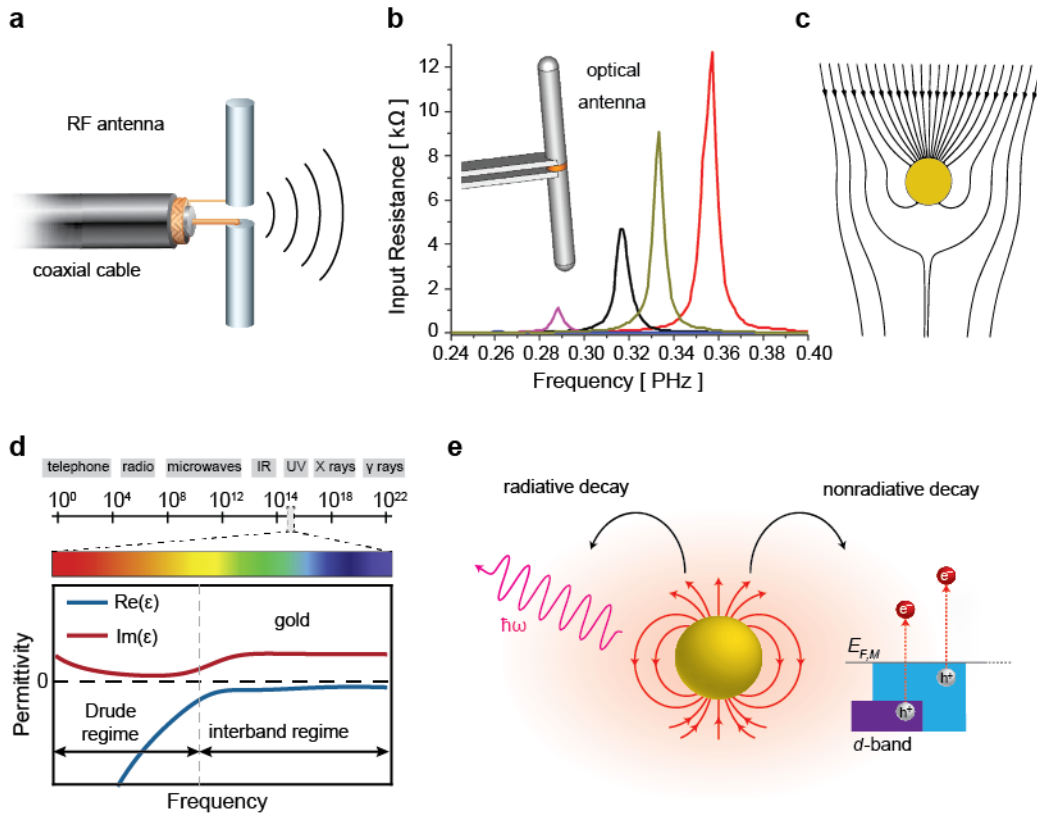 a
RF antenna
coaxial cable
b
optical
antenna
Input Resistance [ kΩ ]
12
10
8
6
4
2
0
0.24 0.26 0.28 0.30 0.32 0.34 0.36 0.38 0.40
Frequency [ PHz ]
c
d
telephone radio microwaves IR UV X rays γ rays
10⁰ 10⁴ 10⁸ 10¹² 10¹⁴ 10¹⁸ 10²²
Re(ε)
Im(ε)
gold
Permittivity
0
Drude
regime
interband regime
Frequency
e
radiative decay
nonradiative decay
ħω
e⁻
e⁻
E_F,M
h⁺
h⁺
d-band